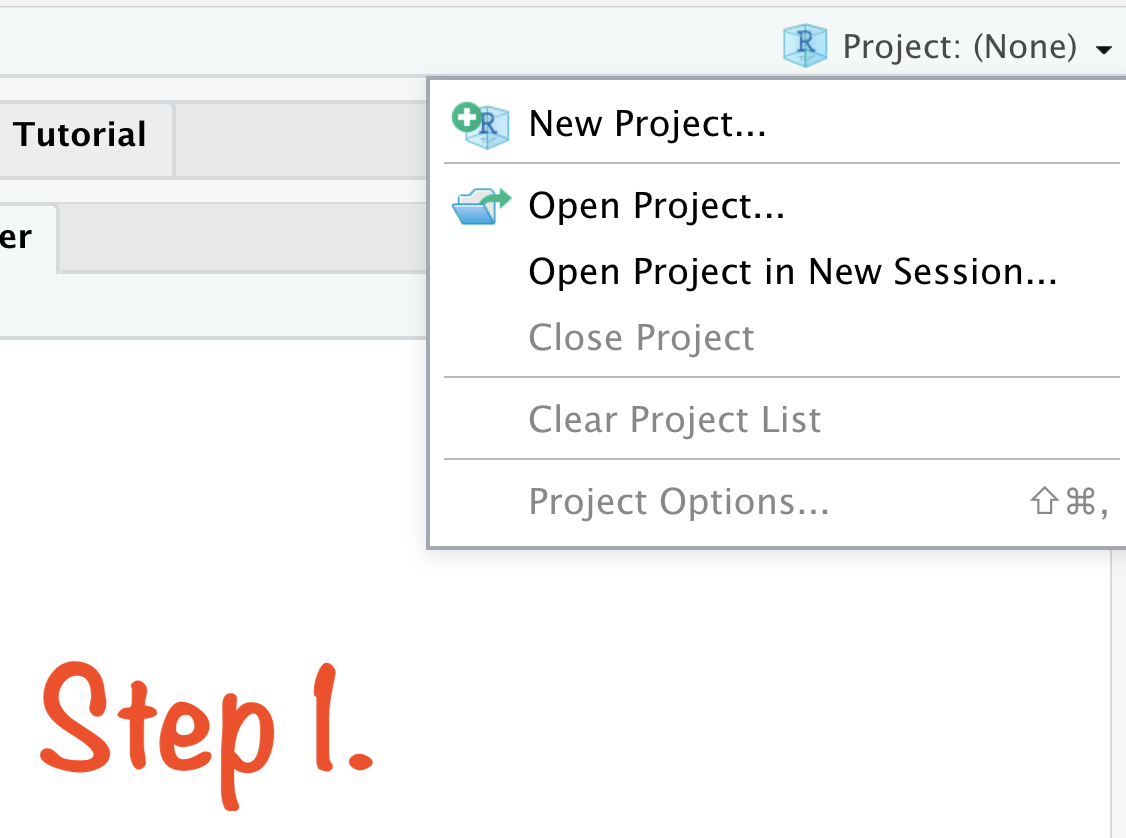 Project: (None)
Tutorial
New Project...
Open Project...
er
Open Project in New Session...
Close Project
Clear Project List
Project Options... ⇧⌘,
Step 1.